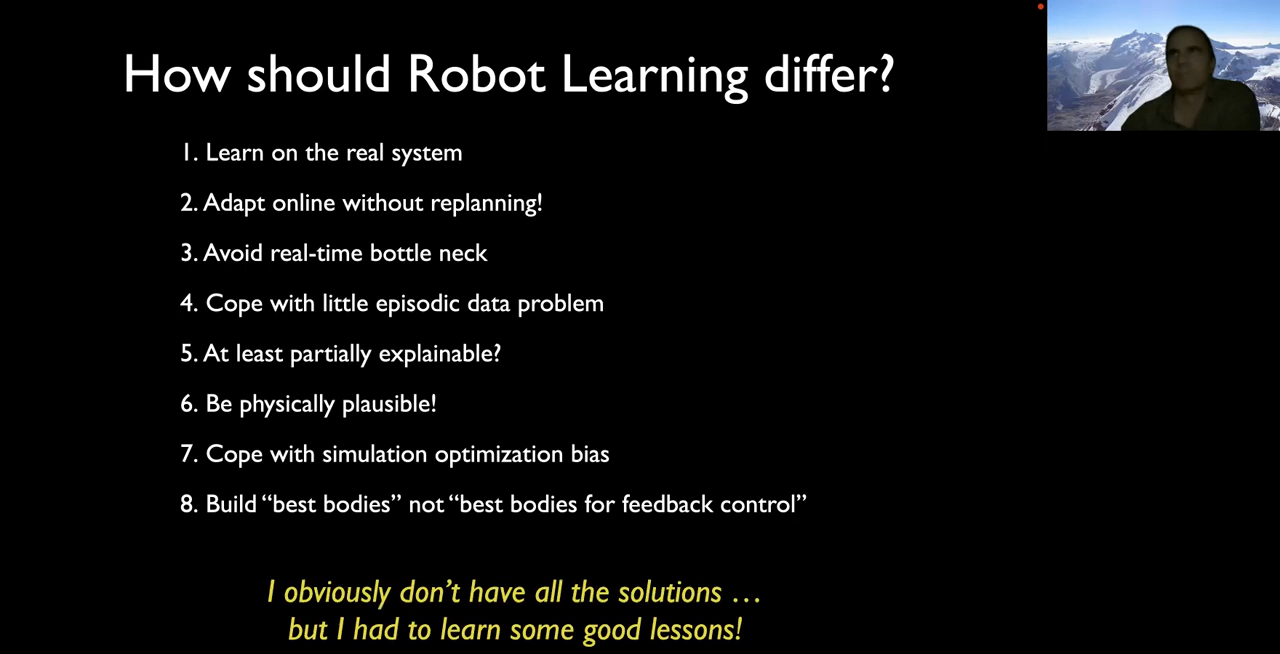 How should Robot Learning differ?
1. Learn on the real system
2. Adapt online without replanning!
3. Avoid real-time bottle neck
4. Cope with little episodic data problem
5. At least partially explainable?
6. Be physically plausible!
7. Cope with simulation optimization bias
8. Build “best bodies” not “best bodies for feedback control”
I obviously don’t have all the solutions …
but I had to learn some good lessons!